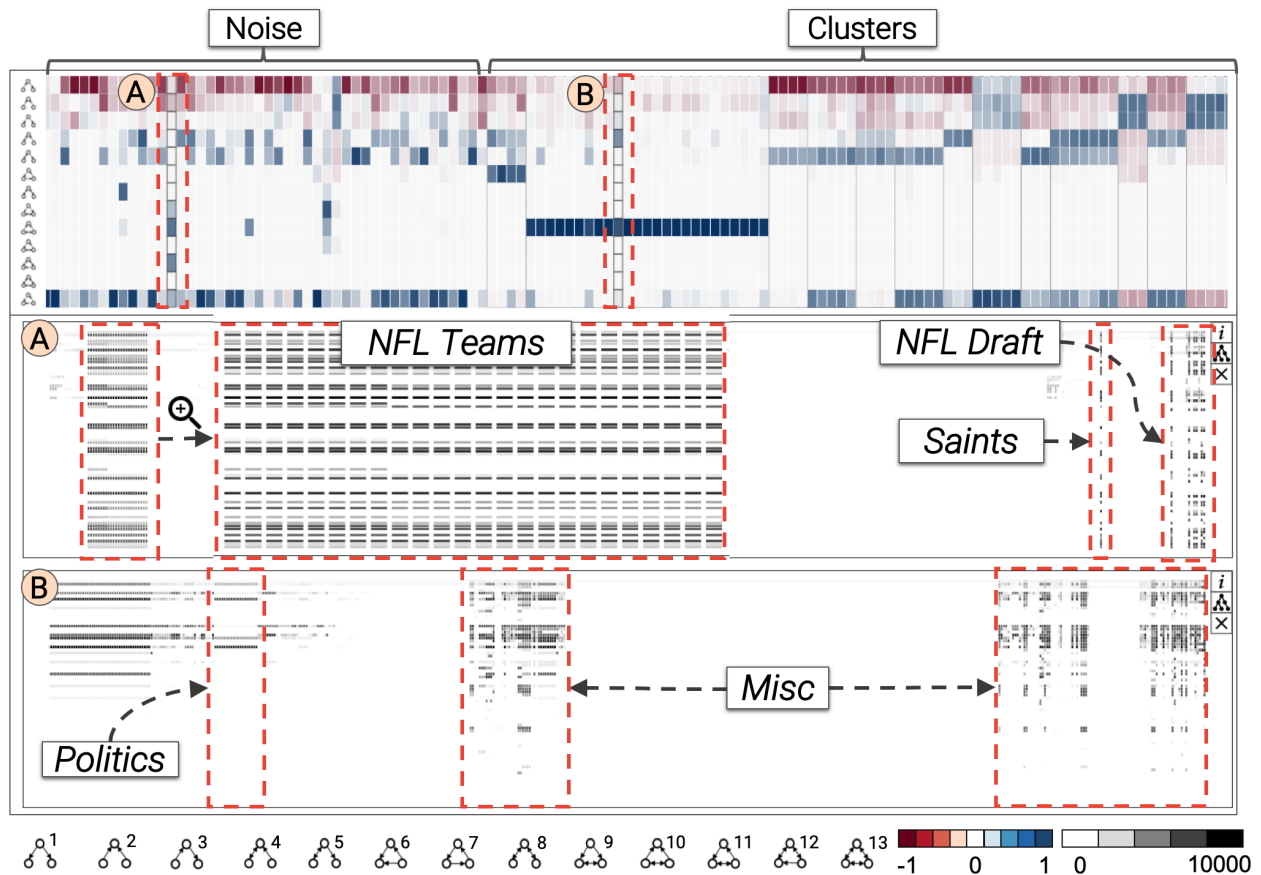 Noise
Clusters
A
B
A
NFL Teams
NFL Draft
i
Saints
B
i
Misc
Politics
1 2 3 4 5 6 7 8 9 10 11 12 13
-1 0 1 0 10000